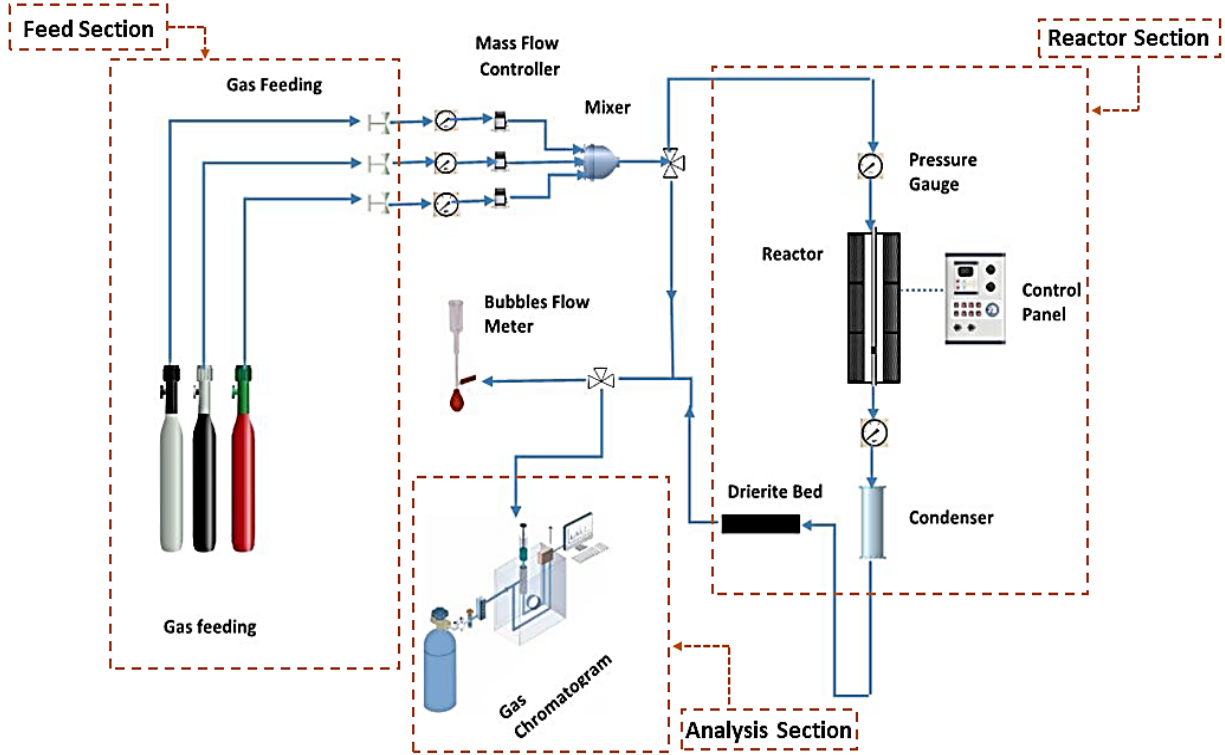 Feed Section
Reactor Section
Mass Flow
Controller
Gas Feeding
Mixer
Pressure
Gauge
Reactor
Control
Panel
Bubbles Flow
Meter
Drierite Bed
Condenser
Gas feeding
Gas
Chromatogram
Analysis Section